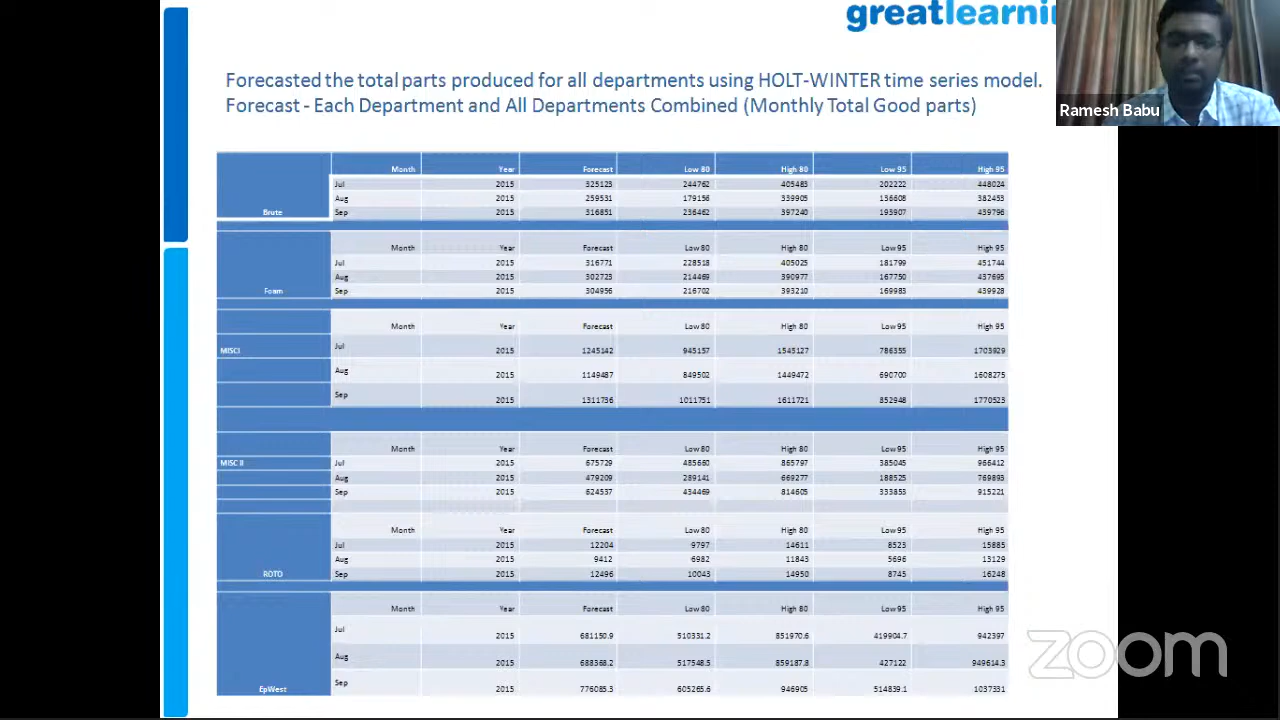 greatlearnin
Forecasted the total parts produced for all departments using HOLT-WINTER time series model.
Forecast - Each Department and All Departments Combined (Monthly Total Good parts)
Ramesh Babu
Month Year Forecast Low 80 High 80 Low 95 High 95
Jul 2015 325123 244762 405485 202222 448024
Aug 2015 259531 179156 339905 136608 382453
Brute Sep 2015 316851 236462 397240 193907 439796
Month Year Forecast Low 80 High 80 Low 95 High 95
Jul 2015 316771 228518 405025 181799 451744
Aug 2015 302723 214469 390977 167750 437695
Foam Sep 2015 304956 216702 393210 169983 439928
Month Year Forecast Low 80 High 80 Low 95 High 95
MISCI Jul 2015 1245142 945157 1545127 786355 1703929
Aug 2015 1149487 849502 1449472 690700 1608275
Sep 2015 1311736 1011751 1611721 852948 1770523
Month Year Forecast Low 80 High 80 Low 95 High 95
MISC II Jul 2015 675729 485660 865797 385045 966412
Aug 2015 479209 289141 669277 188525 769893
Sep 2015 624537 434469 814605 333853 915221
Month Year Forecast Low 80 High 80 Low 95 High 95
Jul 2015 12204 9797 14611 8523 15885
Aug 2015 9412 6982 11843 5696 13129
ROTO Sep 2015 12496 10043 14950 8745 16248
Month Year Forecast Low 80 High 80 Low 95 High 95
Jul 2015 681150.9 510331.2 851970.6 419904.7 942397
Aug 2015 688368.2 517548.5 859187.8 427122 949614.3
EpWest Sep 2015 776085.3 605265.6 946905 514839.1 1037331
zoom